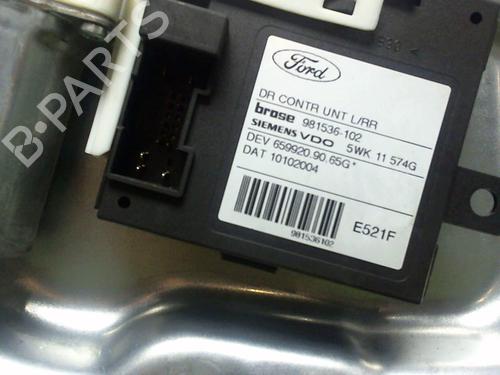 B-PARTS
530 <
Ford
DR CONTR UNT L/RR
brose 981536-102
SIEMENS VDO 5WK 11 574G
DEV 659920.90.65G*
DAT 10102004
E521F
981536102